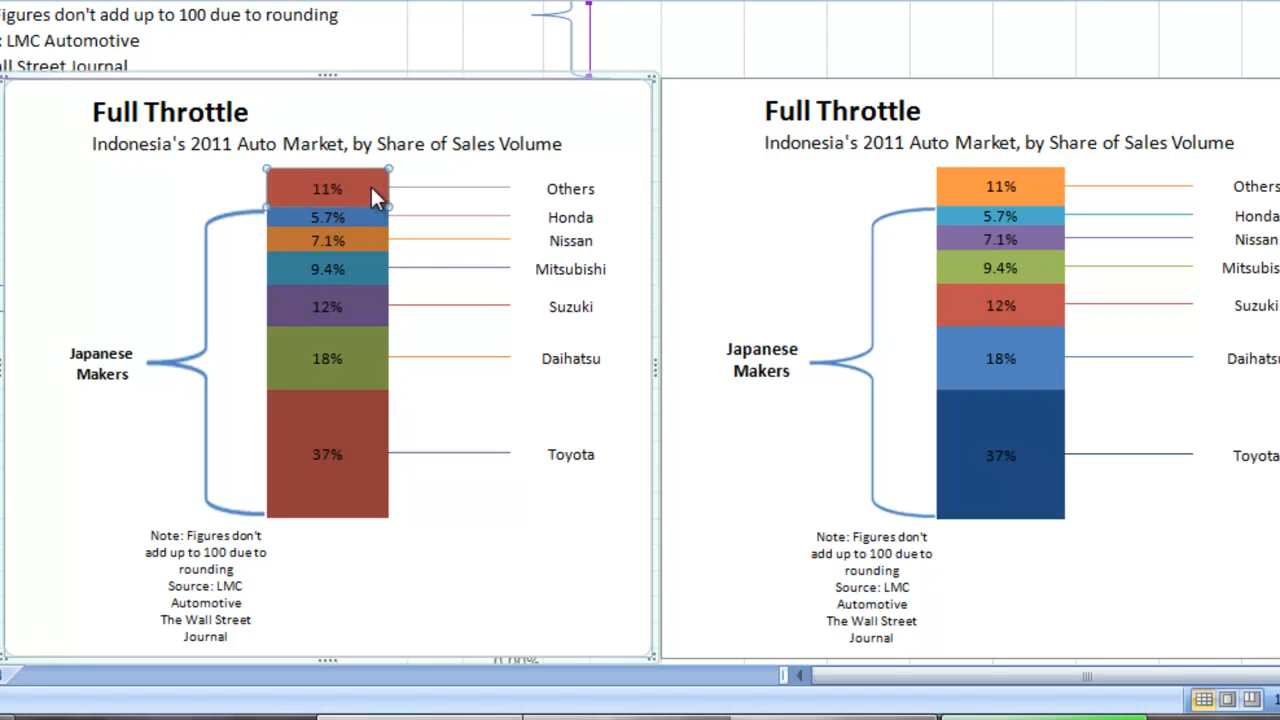 Figures don't add up to 100 due to rounding
: LMC Automotive
all Street Journal
Full Throttle
Indonesia's 2011 Auto Market, by Share of Sales Volume
11%
Others
5.7%
Honda
7.1%
Nissan
9.4%
Mitsubishi
12%
Suzuki
18%
Daihatsu
Japanese
Makers
37%
Toyota
Note: Figures don't
add up to 100 due to
rounding
Source: LMC
Automotive
The Wall Street
Journal
0.00%
Full Throttle
Indonesia's 2011 Auto Market, by Share of Sales Volume
11%
Others
5.7%
Honda
7.1%
Nissan
9.4%
Mitsubis
12%
Suzuki
18%
Daihatsu
Japanese
Makers
37%
Toyota
Note: Figures don't
add up to 100 due to
rounding
Source: LMC
Automotive
The Wall Street
Journal